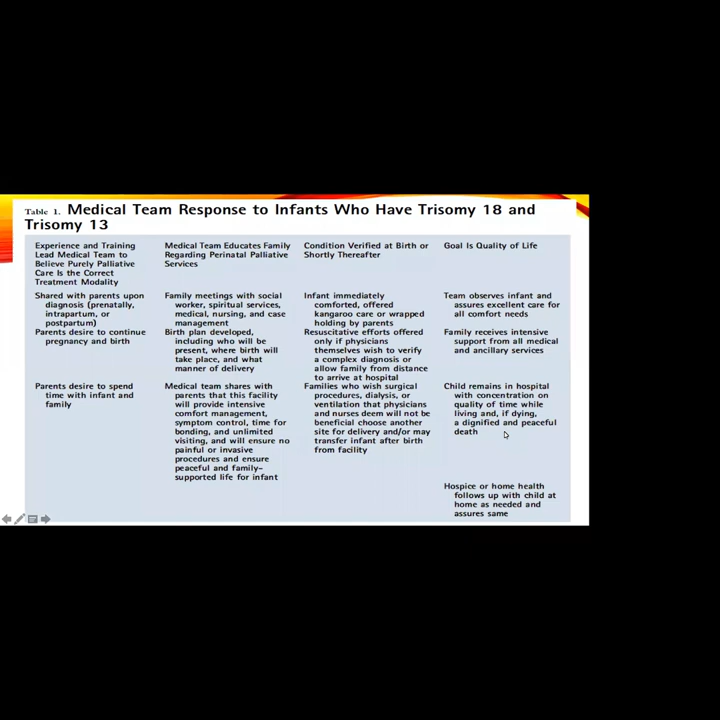 Table 1. Medical Team Response to Infants Who Have Trisomy 18 and
Trisomy 13
Experience and Training
Lead Medical Team to
Believe Purely Palliative
Care Is the Correct
Treatment Modality
Medical Team Educates Family
Regarding Perinatal Palliative
Services
Condition Verified at Birth or
Shortly Thereafter
Goal Is Quality of Life
Shared with parents upon
diagnosis (prenatally,
intrapartum, or
postpartum)
Family meetings with social
worker, spiritual services,
medical, nursing, and case
management
Infant immediately
comforted, offered
kangaroo care or wrapped
holding by parents
Team observes infant and
assures excellent care for
all comfort needs
Parents desire to continue
pregnancy and birth
Birth plan developed,
including who will be
present, where birth will
take place, and what
manner of delivery
Resuscitative efforts offered
only if physicians
themselves wish to verify
a complex diagnosis or
allow family from distance
to arrive at hospital
Family receives intensive
support from all medical
and ancillary services
Parents desire to spend
time with infant and
family
Medical team shares with
parents that this facility
will provide intensive
comfort management,
symptom control, time for
bonding, and unlimited
visiting, and will ensure no
painful or invasive
procedures and ensure
peaceful and family-
supported life for infant
Families who wish surgical
procedures, dialysis, or
ventilation that physicians
and nurses deem will not be
beneficial choose another
site for delivery and/or may
transfer infant after birth
from facility
Child remains in hospital
with concentration on
quality of time while
living and, if dying,
a dignified and peaceful
death
Hospice or home health
follows up with child at
home as needed and
assures same